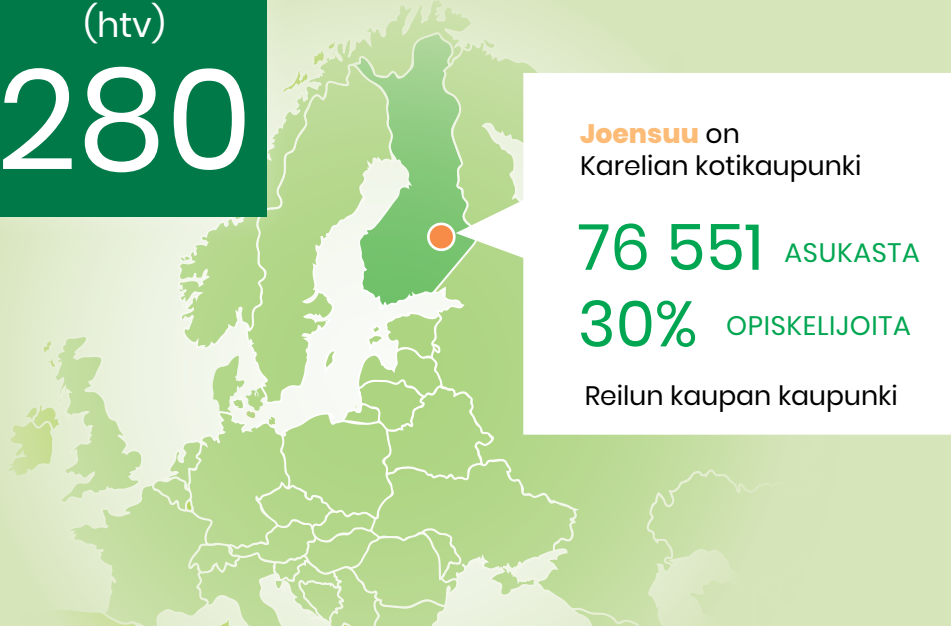 (htv)
280
Joensuu on
Karelian kotikaupunki
76 551 ASUKASTA
30% OPISKELIJOITA
Reilun kaupan kaupunki